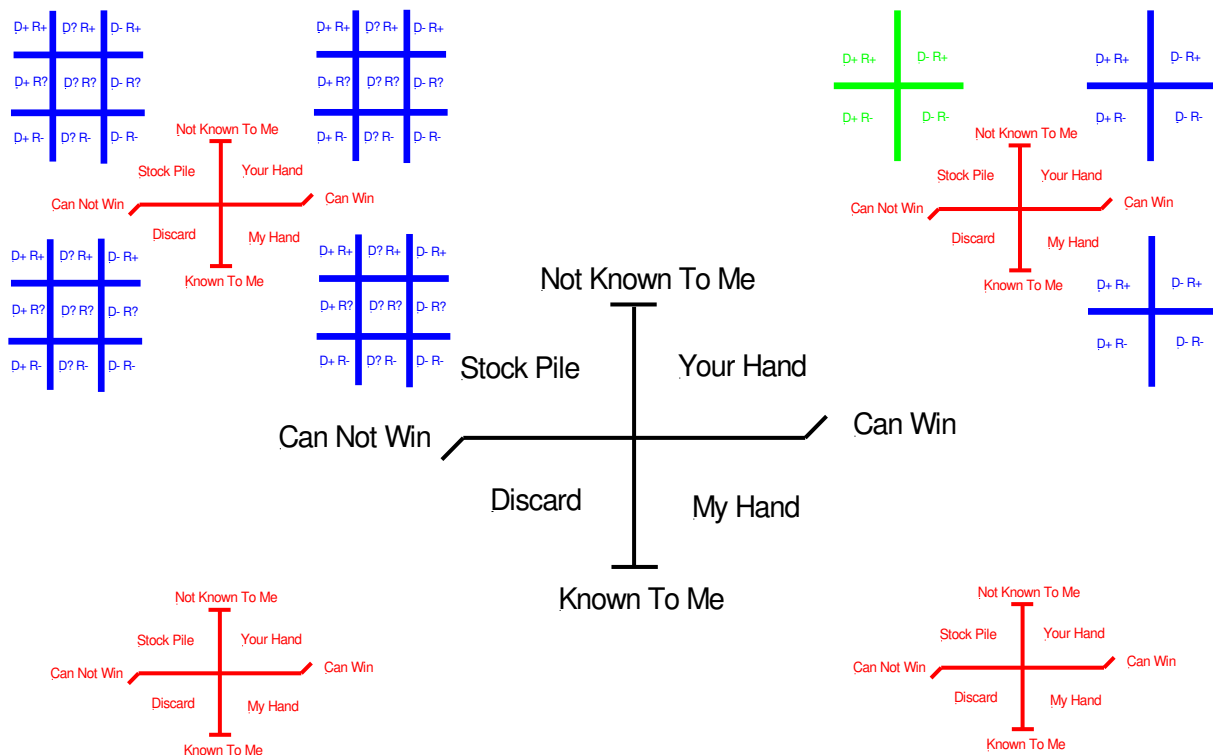 D+ R+ D? R+ D- R+
D+ R? D? R? D- R?
D+ R- D? R- D- R-
D+ R+ D? R+ D- R+
D+ R? D? R? D- R?
D+ R- D? R- D- R-
Not Known To Me
Stock Pile Your Hand
Can Not Win Can Win
Discard My Hand
Known To Me
D+ R+ D? R+ D- R+
D+ R? D? R? D- R?
D+ R- D? R- D- R-
D+ R+ D? R+ D- R+
D+ R? D? R? D- R?
D+ R- D? R- D- R-
D+ R+ D- R+
D+ R- D- R-
D+ R+ D- R+
D+ R- D- R-
Not Known To Me
Stock Pile Your Hand
Can Not Win Can Win
Discard My Hand
Known To Me
D+ R+ D- R+
D+ R- D- R-
Not Known To Me
Stock Pile Your Hand
Can Not Win Can Win
Discard My Hand
Known To Me
Not Known To Me
Stock Pile Your Hand
Can Not Win Can Win
Discard My Hand
Known To Me
Not Known To Me
Stock Pile Your Hand
Can Not Win Can Win
Discard My Hand
Known To Me